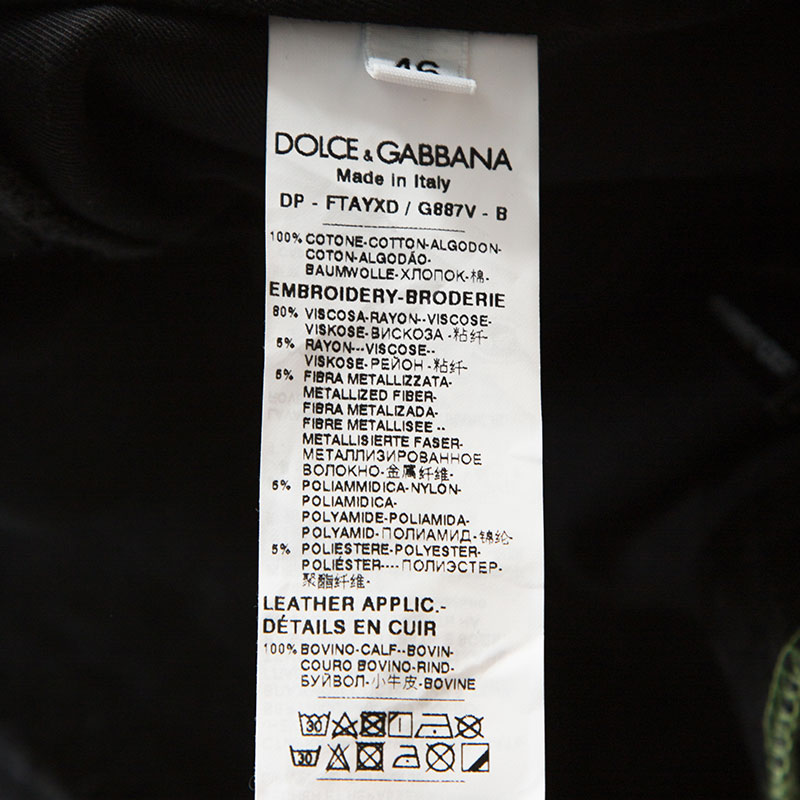 46
DOLCE & GABBANA
Made in Italy
DP - FTAYXD / G887V - B
100% COTONE-COTTON-ALGODON-
COTON-ALGODÃO-
BAUMWOLLE-ХЛОПОК-棉-
EMBROIDERY-BRODERIE
80% VISCOSA-RAYON--VISCOSE-
VISKOSE-ВИСКОЗА-粘纤-
5% RAYON---VISCOSE--
VISKOSE-РЕЙОН-粘纤-
5% FIBRA METALLIZZATA-
METALLIZED FIBER-
FIBRA METALIZADA-
FIBRE METALLISEE--
METALLISIERTE FASER-
МЕТАЛЛИЗИРОВАННОЕ
ВОЛОКНО-金属纤维-
5% POLIAMMIDICA-NYLON-
POLIAMIDICA-
POLYAMIDE-POLIAMIDA-
POLYAMID-ПОЛИАМИД-锦纶-
5% POLIESTERE-POLYESTER-
POLIÉSTER----ПОЛИЭСТЕР-
聚酯纤维-
LEATHER APPLIC.-
DÉTAILS EN CUIR
100% BOVINO-CALF--BOVIN-
COURO BOVINO-RIND-
БУЙВОЛ-小牛皮-BOVINE
30
30